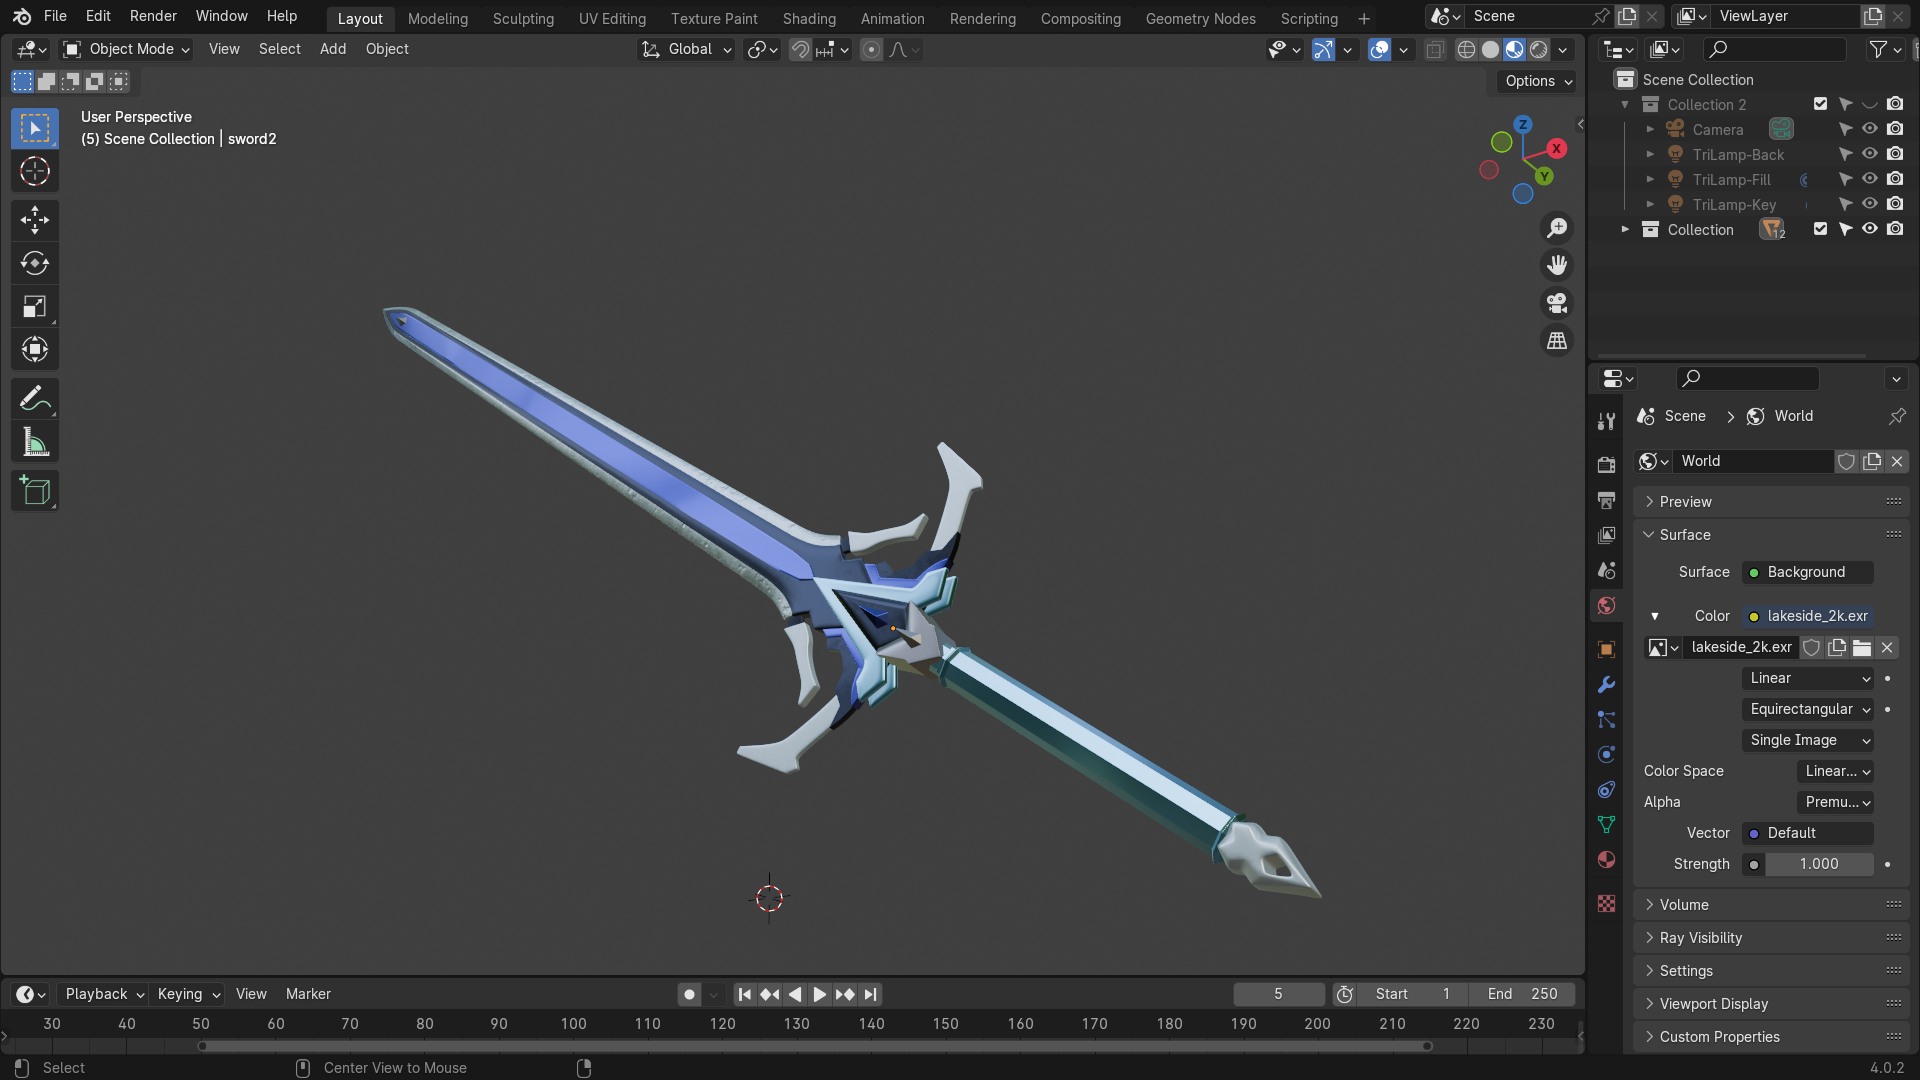 File Edit Render Window Help Layout Modeling Sculpting UV Editing Texture Paint Shading Animation Rendering Compositing Geometry Nodes Scripting + Scene ViewLayer
Object Mode View Select Add Object Global
Options
User Perspective
(5) Scene Collection | sword2
Z
X
Y
Scene Collection
Collection 2
Camera
TriLamp-Back
TriLamp-Fill
TriLamp-Key
Collection 12
Scene > World
World
Preview
Surface
Surface Background
Color lakeside_2k.exr
lakeside_2k.exr
Linear
Equirectangular
Single Image
Color Space Linear...
Alpha Premu...
Vector Default
Strength 1.000
Volume
Ray Visibility
Settings
Viewport Display
Custom Properties
Playback Keying View Marker 5 Start 1 End 250
30 40 50 60 70 80 90 100 110 120 130 140 150 160 170 180 190 200 210 220 230
Select Center View to Mouse 4.0.2